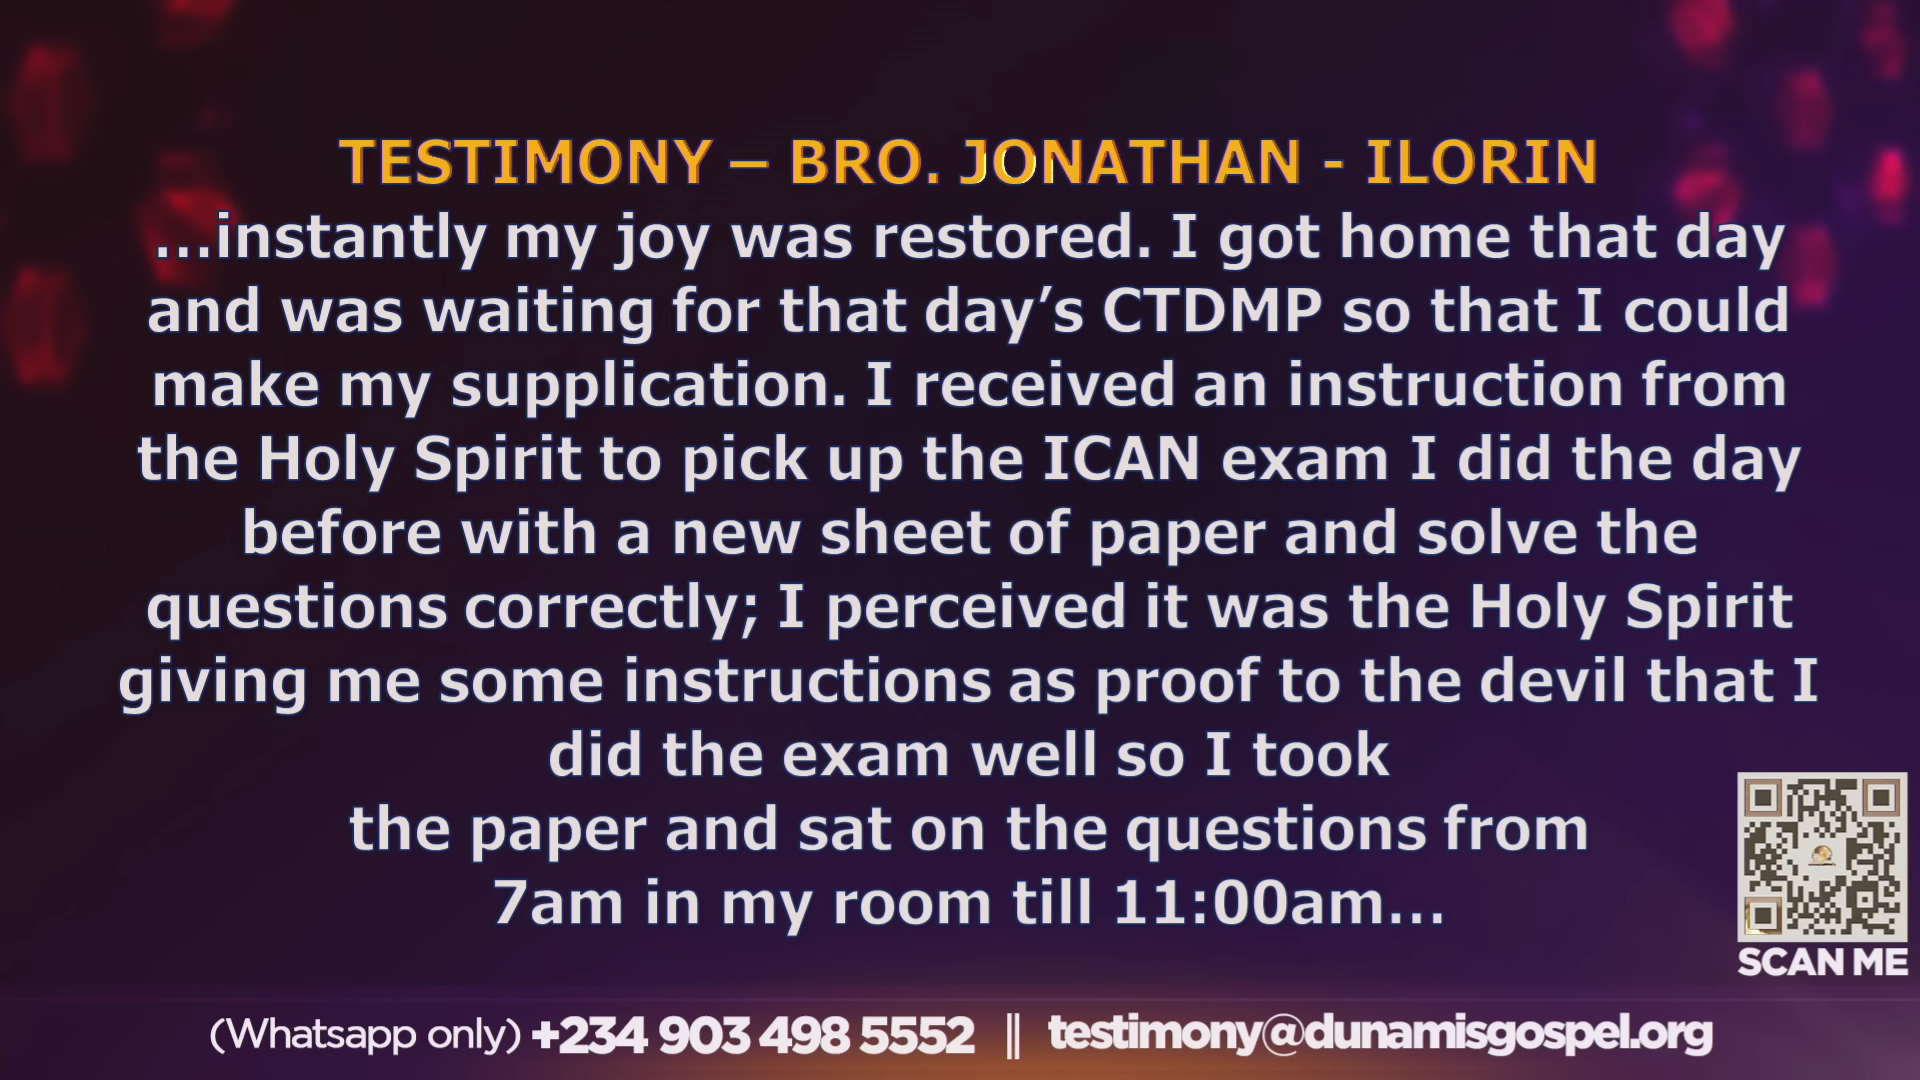 TESTIMONY – BRO. JONATHAN - ILORIN
...instantly my joy was restored. I got home that day
and was waiting for that day’s CTDMP so that I could
make my supplication. I received an instruction from
the Holy Spirit to pick up the ICAN exam I did the day
before with a new sheet of paper and solve the
questions correctly; I perceived it was the Holy Spirit
giving me some instructions as proof to the devil that I
did the exam well so I took
the paper and sat on the questions from
7am in my room till 11:00am...
SCAN ME
(Whatsapp only) +234 903 498 5552 || testimony@dunamisgospel.org